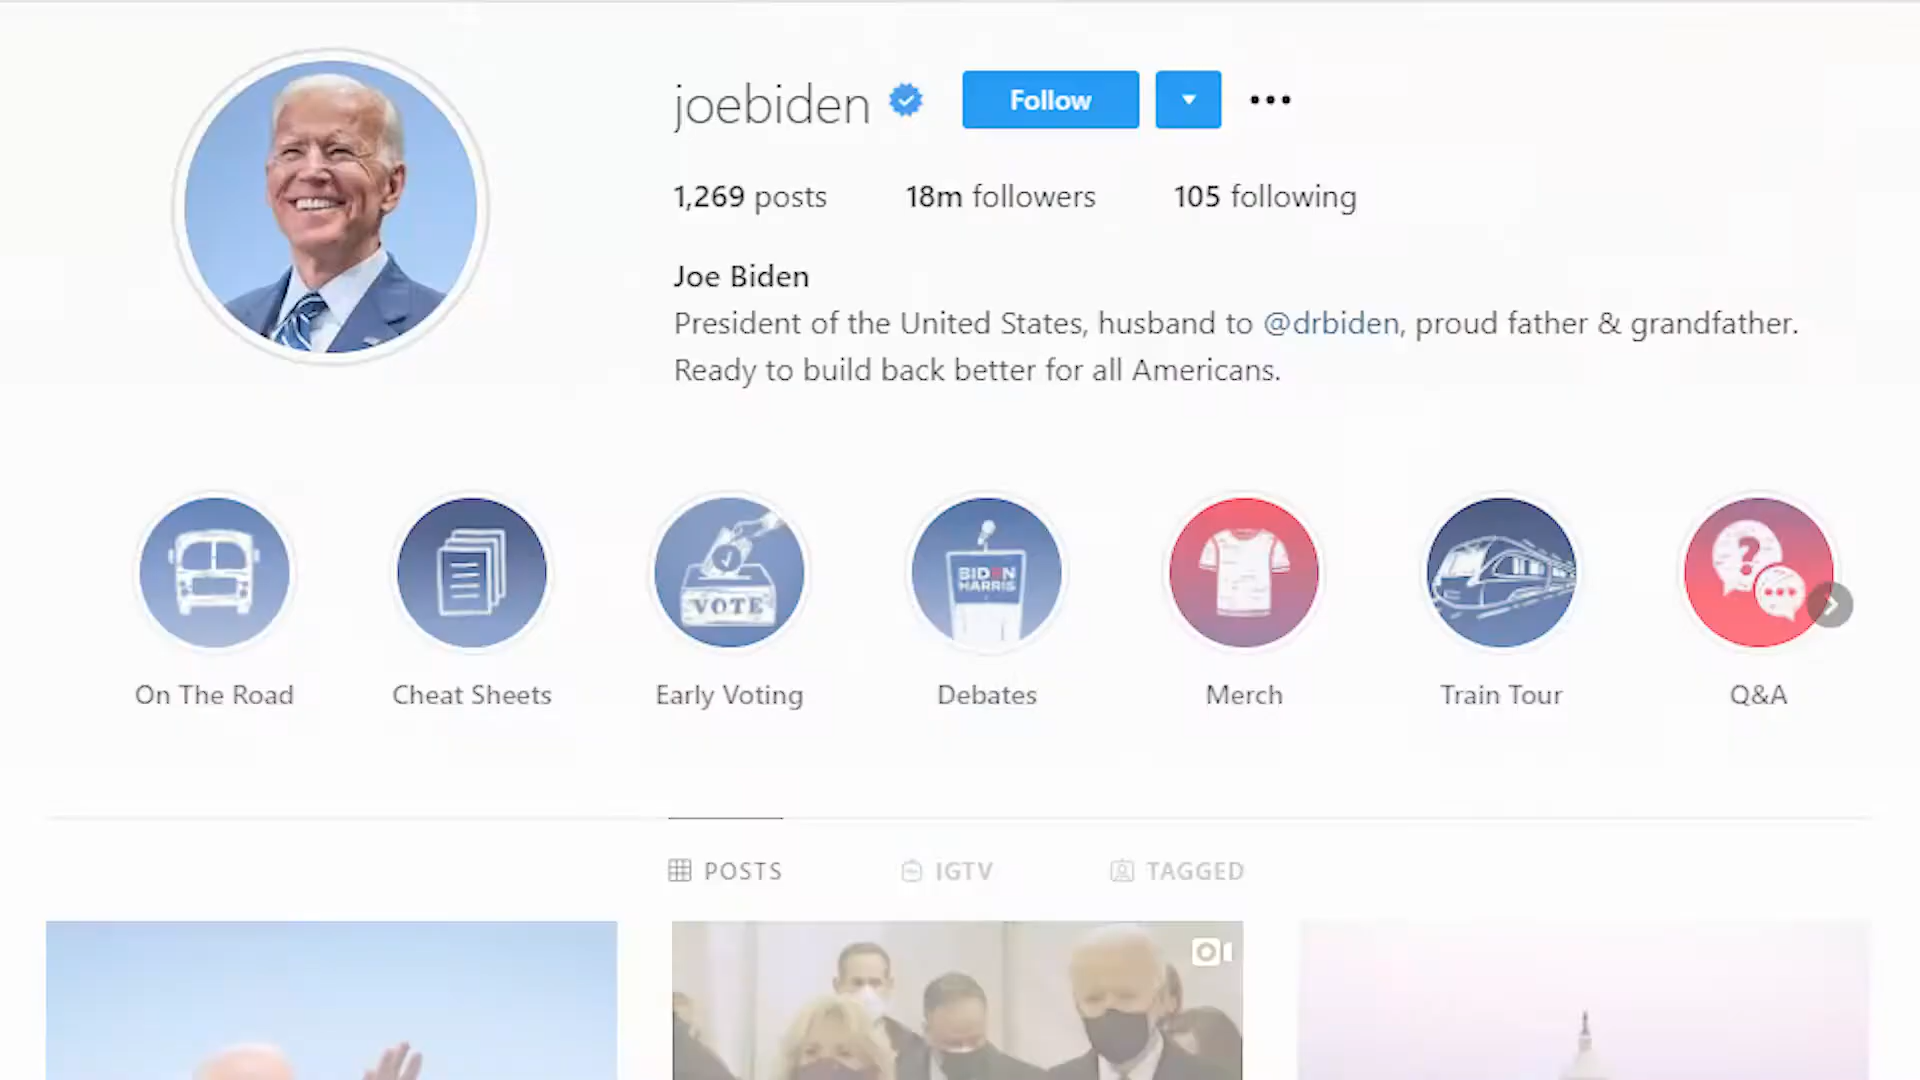 joebiden Follow
1,269 posts 18m followers 105 following
Joe Biden
President of the United States, husband to @drbiden, proud father & grandfather.
Ready to build back better for all Americans.
VOTE
BIDEN
HARRIS
On The Road Cheat Sheets Early Voting Debates Merch Train Tour Q&A
POSTS IGTV TAGGED